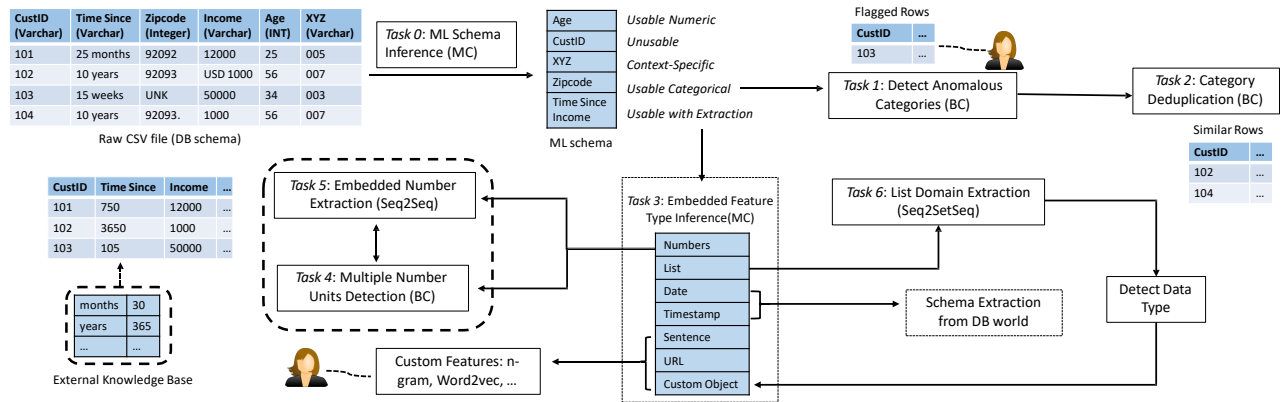 CustID Time Since Zipcode Income Age XYZ
(Varchar) (Varchar) (Integer) (Varchar) (INT) (Varchar)
101 25 months 92092 12000 25 005
102 10 years 92093 USD 1000 56 007
103 15 weeks UNK 50000 34 003
104 10 years 92093. 1000 56 007
Raw CSV file (DB schema)
Task 0: ML Schema
Inference (MC)
Age Usable Numeric
CustID Unusable
XYZ Context-Specific
Zipcode Usable Categorical
Time Since
Income Usable with Extraction
ML schema
Flagged Rows
CustID ...
103 ...
Task 1: Detect Anomalous
Categories (BC)
Task 2: Category
Deduplication (BC)
Similar Rows
CustID ...
102 ...
104 ...
CustID Time Since Income ...
101 750 12000 ...
102 3650 1000 ...
103 105 50000 ...
months 30
years 365
... ...
External Knowledge Base
Task 5: Embedded Number
Extraction (Seq2Seq)
Task 4: Multiple Number
Units Detection (BC)
Custom Features: n-
gram, Word2vec, ...
Task 3: Embedded Feature
Type Inference(MC)
Numbers
List
Date
Timestamp
Sentence
URL
Custom Object
Task 6: List Domain Extraction
(Seq2SetSeq)
Schema Extraction
from DB world
Detect Data
Type